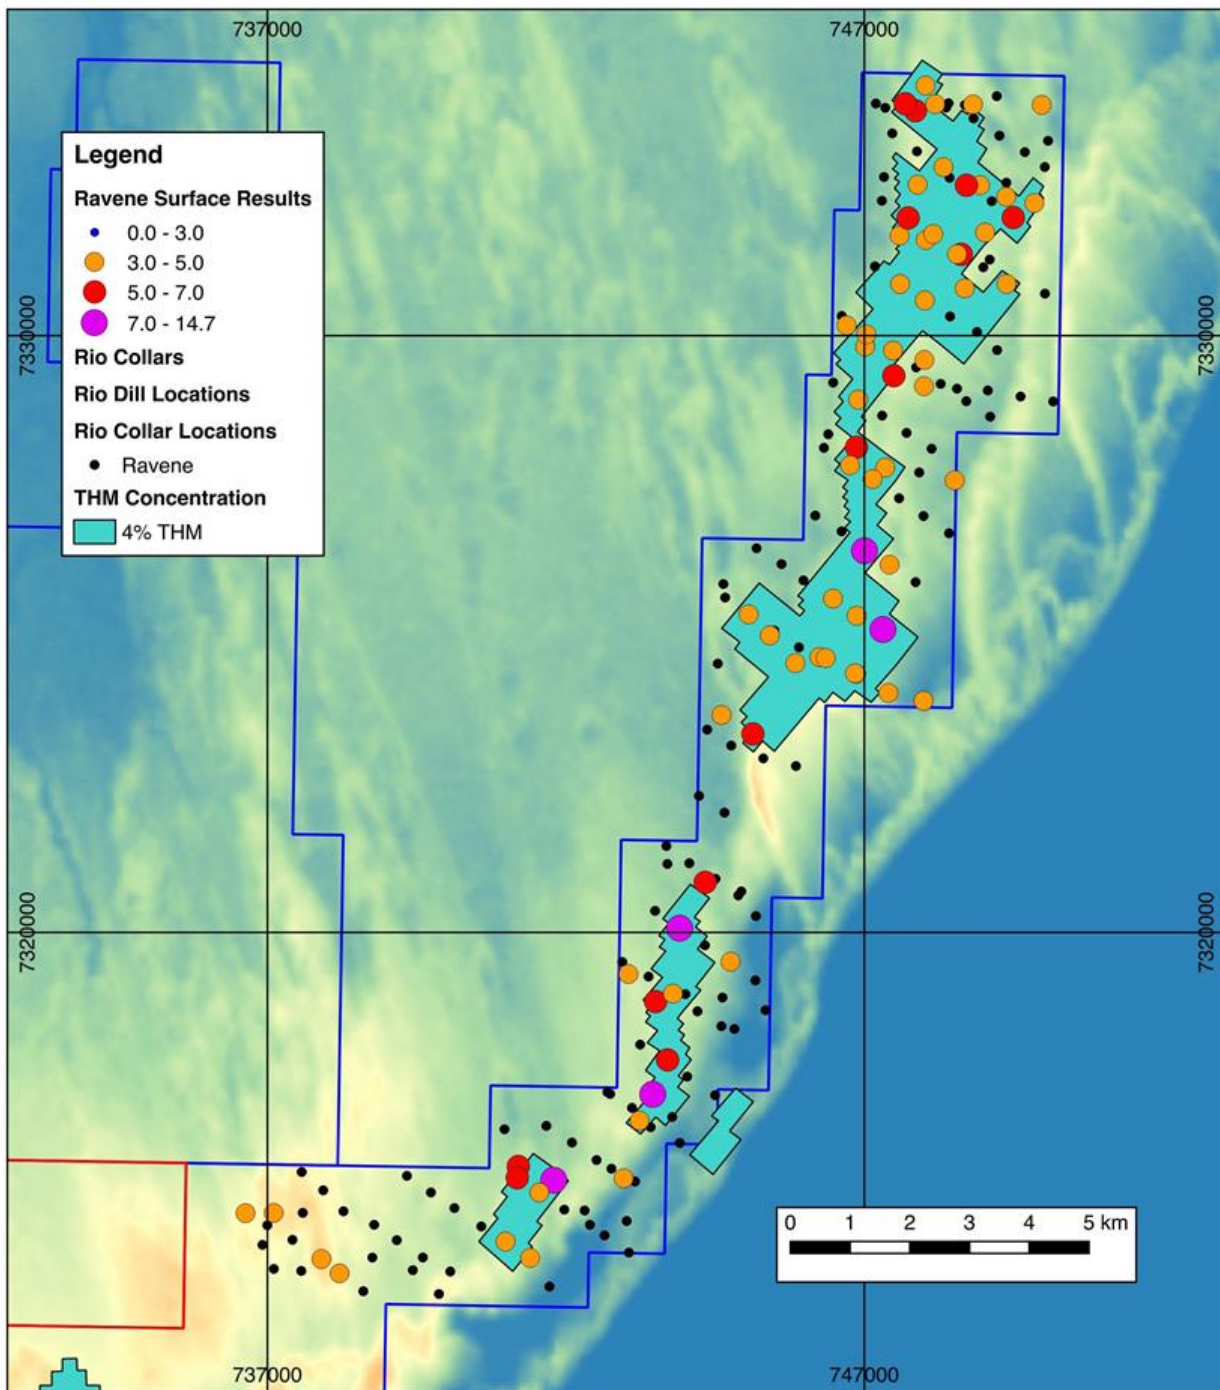 737000
747000
Legend
Ravene Surface Results
0.0 - 3.0
3.0 - 5.0
5.0 - 7.0
7.0 - 14.7
Rio Collars
Rio Dill Locations
Rio Collar Locations
Ravene
THM Concentration
4% THM
7330000
7330000
7320000
7320000
0 1 2 3 4 5 km
737000
747000